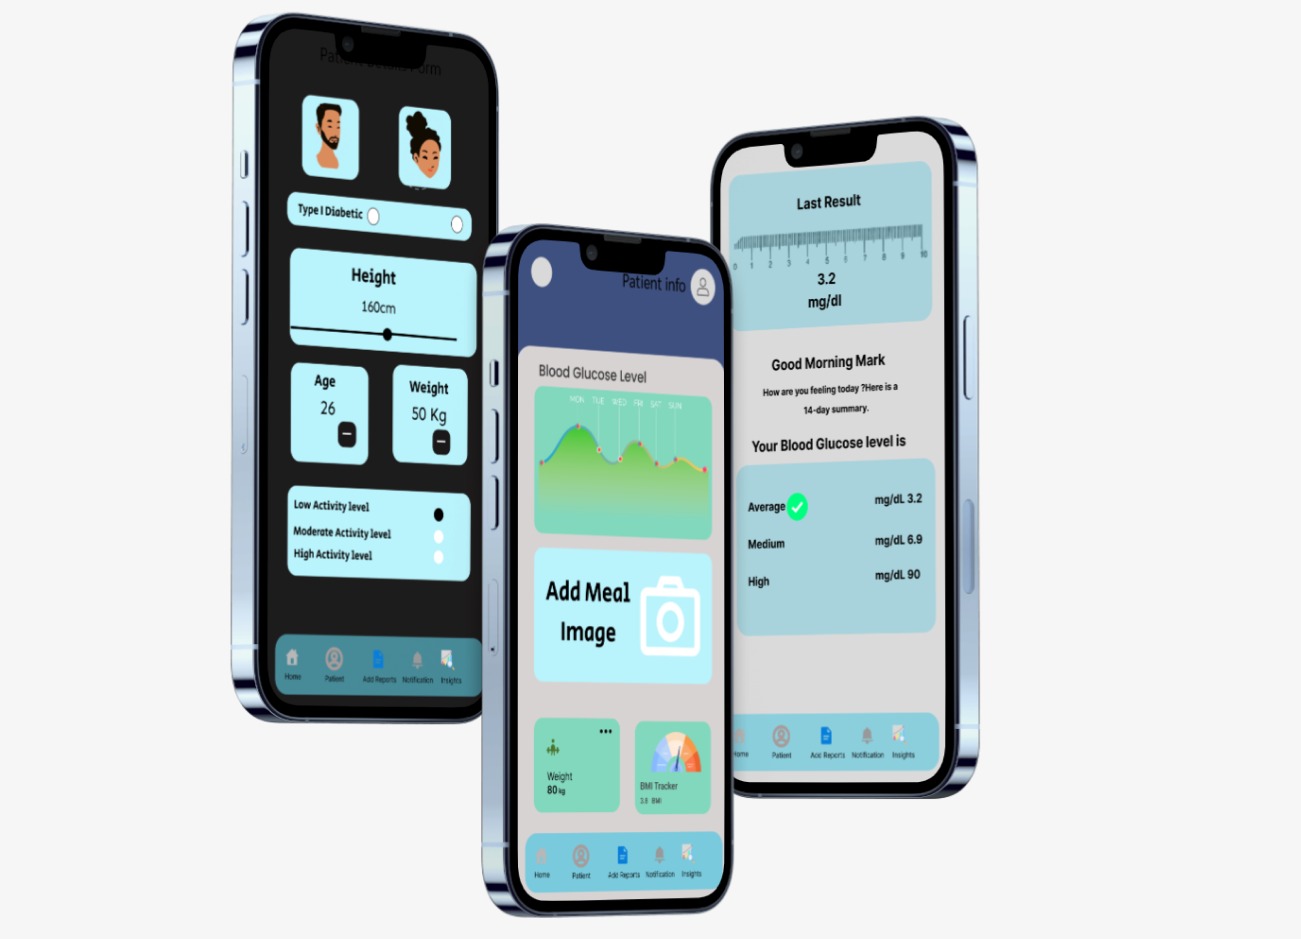 Patient Details Form
Type I Diabetic
Height
160cm
Age
26
Weight
50 Kg
Low Activity level
Moderate Activity level
High Activity level
Home
Patient
Add Reports
Notification
Insights
Patient info
Blood Glucose Level
MON TUE WED FRI SAT SUN
Add Meal
Image
Weight
80 kg
BMI Tracker
3.8 BMI
Home
Patient
Add Reports
Notification
Insights
Last Result
0 1 2 3 4 5 6 7 8 9 10
3.2
mg/dl
Good Morning Mark
How are you feeling today ?Here is a
14-day summary.
Your Blood Glucose level is
Average mg/dL 3.2
Medium mg/dL 6.9
High mg/dL 90
Home
Patient
Add Reports
Notification
Insights